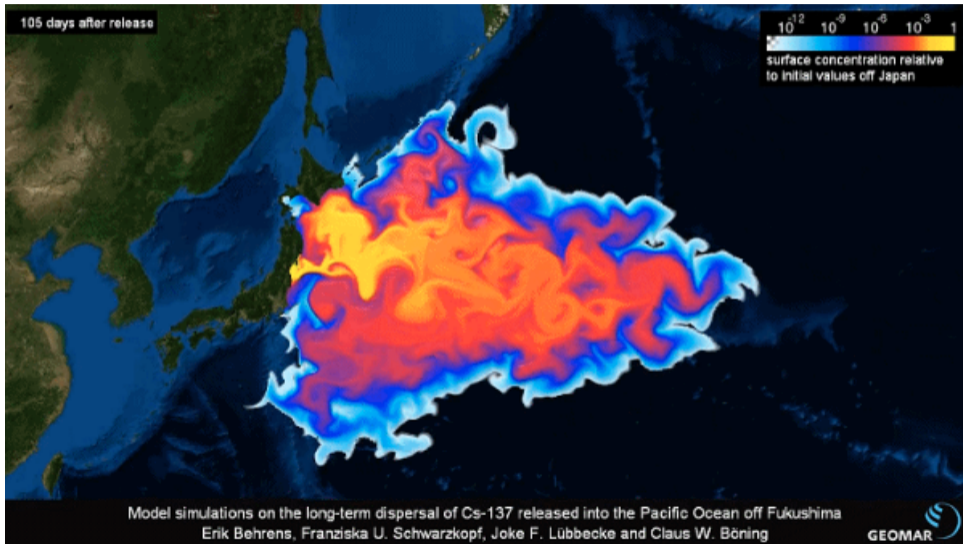 105 days after release
10-12 10-9 10-6 10-3 1
surface concentration relative
to initial values off Japan
Model simulations on the long-term dispersal of Cs-137 released into the Pacific Ocean off Fukushima
Erik Behrens, Franziska U. Schwarzkopf, Joke F. Lübbecke and Claus W. Böning
GEOMAR